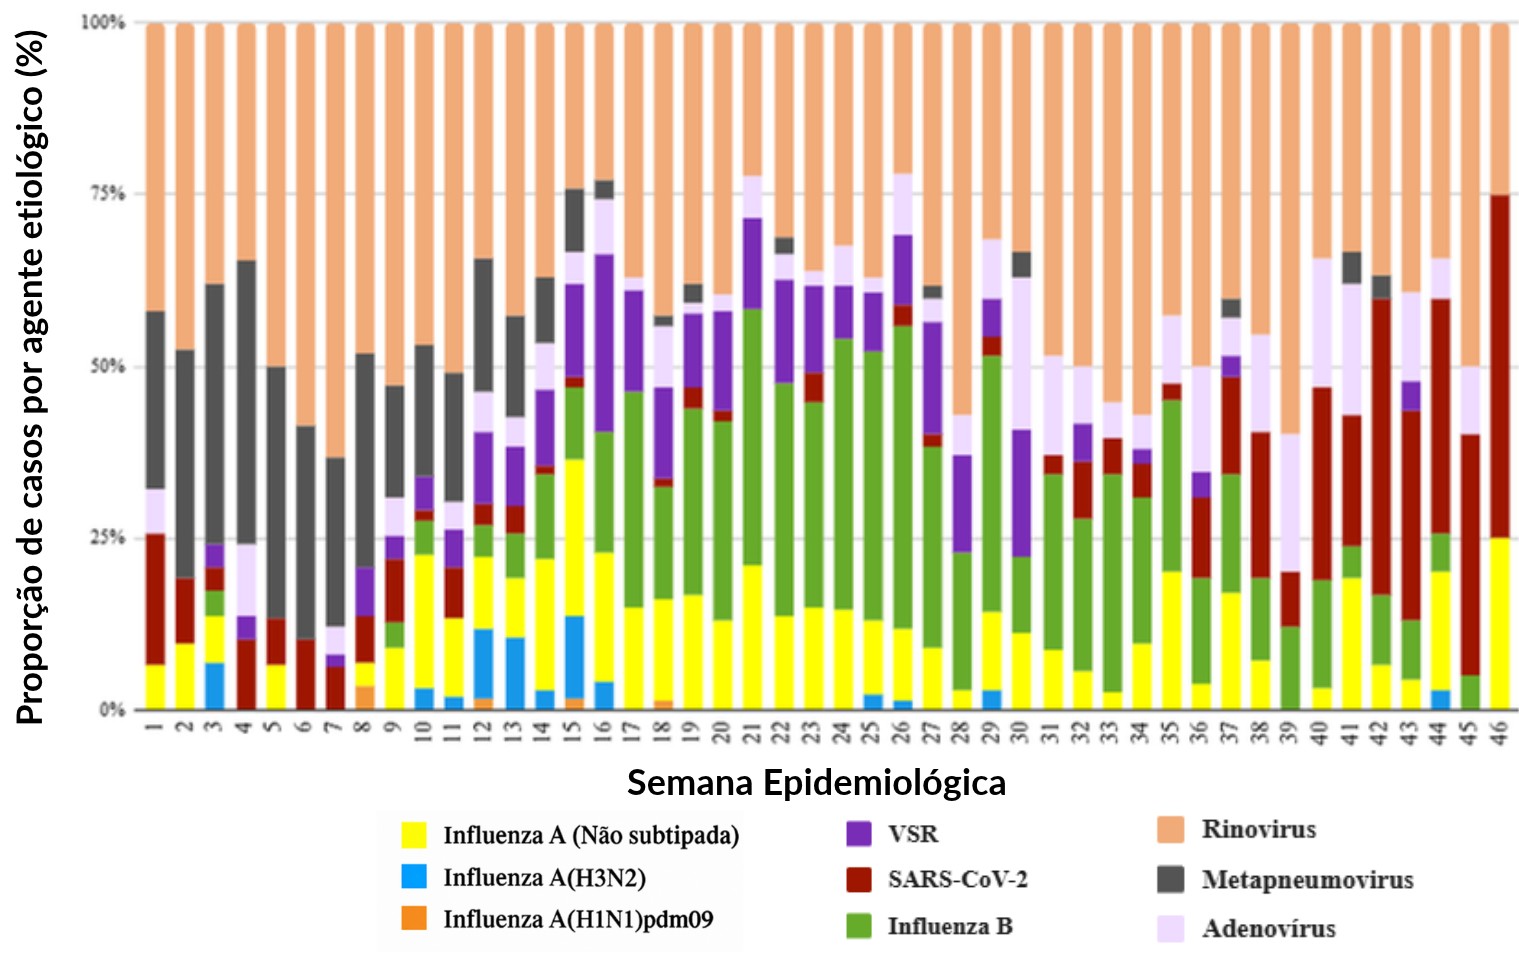 Proporção de casos por agente etiológico (%)
100%
75%
50%
25%
0%
1 2 3 4 5 6 7 8 9 10 11 12 13 14 15 16 17 18 19 20 21 22 23 24 25 26 27 28 29 30 31 32 33 34 35 36 37 38 39 40 41 42 43 44 45 46
Semana Epidemiológica
Influenza A (Não subtipada)
Influenza A(H3N2)
Influenza A(H1N1)pdm09
VSR
SARS-CoV-2
Influenza B
Rinovirus
Metapneumovirus
Adenovírus